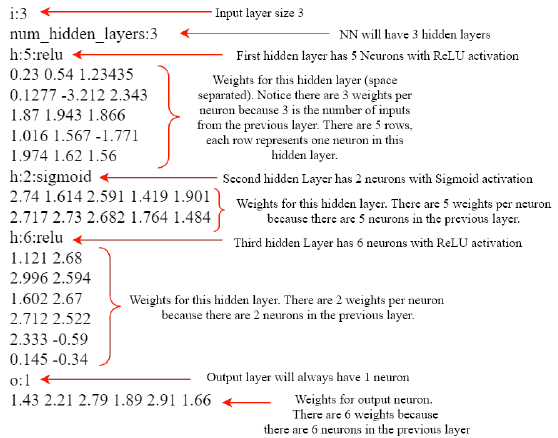 i:3
Input layer size 3
num_hidden_layers:3
NN will have 3 hidden layers
h:5:relu
First hidden layer has 5 Neurons with ReLU activation
0.23 0.54 1.23435
0.1277 -3.212 2.343
1.87 1.943 1.866
1.016 1.567 -1.771
1.974 1.62 1.56
Weights for this hidden layer (space
separated). Notice there are 3 weights per
neuron because 3 is the number of inputs
from the previous layer. There are 5 rows,
each row represents one neuron in this
hidden layer.
h:2:sigmoid
Second hidden Layer has 2 neurons with Sigmoid activation
2.74 1.614 2.591 1.419 1.901
2.717 2.73 2.682 1.764 1.484
Weights for this hidden layer. There are 5 weights per neuron
because there are 5 neurons in the previous layer.
h:6:relu
Third hidden Layer has 6 neurons with ReLU activation
1.121 2.68
2.996 2.594
1.602 2.67
2.712 2.522
2.333 -0.59
0.145 -0.34
Weights for this hidden layer. There are 2 weights per neuron
because there are 2 neurons in the previous layer.
o:1
Output layer will always have 1 neuron
1.43 2.21 2.79 1.89 2.91 1.66
Weights for output neuron.
There are 6 weights because
there are 6 neurons in the previous layer